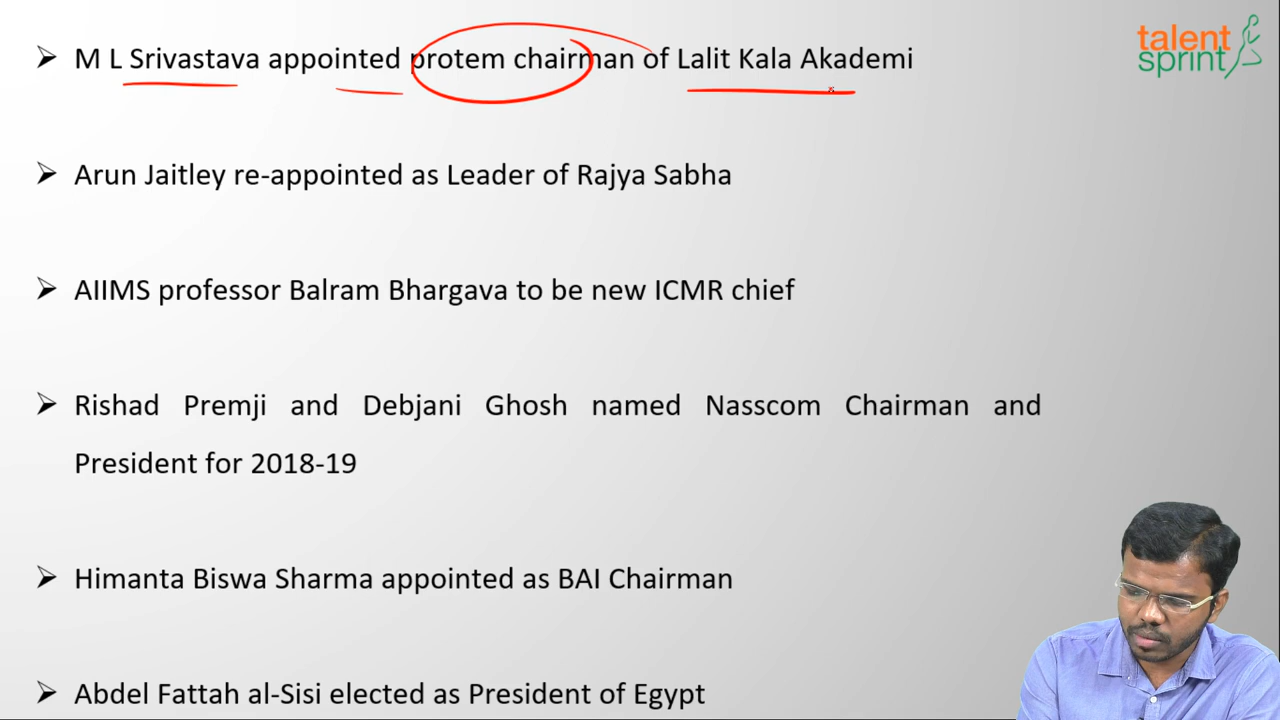 M L Srivastava appointed protem chairman of Lalit Kala Akademi
talent
sprint
Arun Jaitley re-appointed as Leader of Rajya Sabha
AIIMS professor Balram Bhargava to be new ICMR chief
Rishad Premji and Debjani Ghosh named Nasscom Chairman and
President for 2018-19
Himanta Biswa Sharma appointed as BAI Chairman
Abdel Fattah al-Sisi elected as President of Egypt